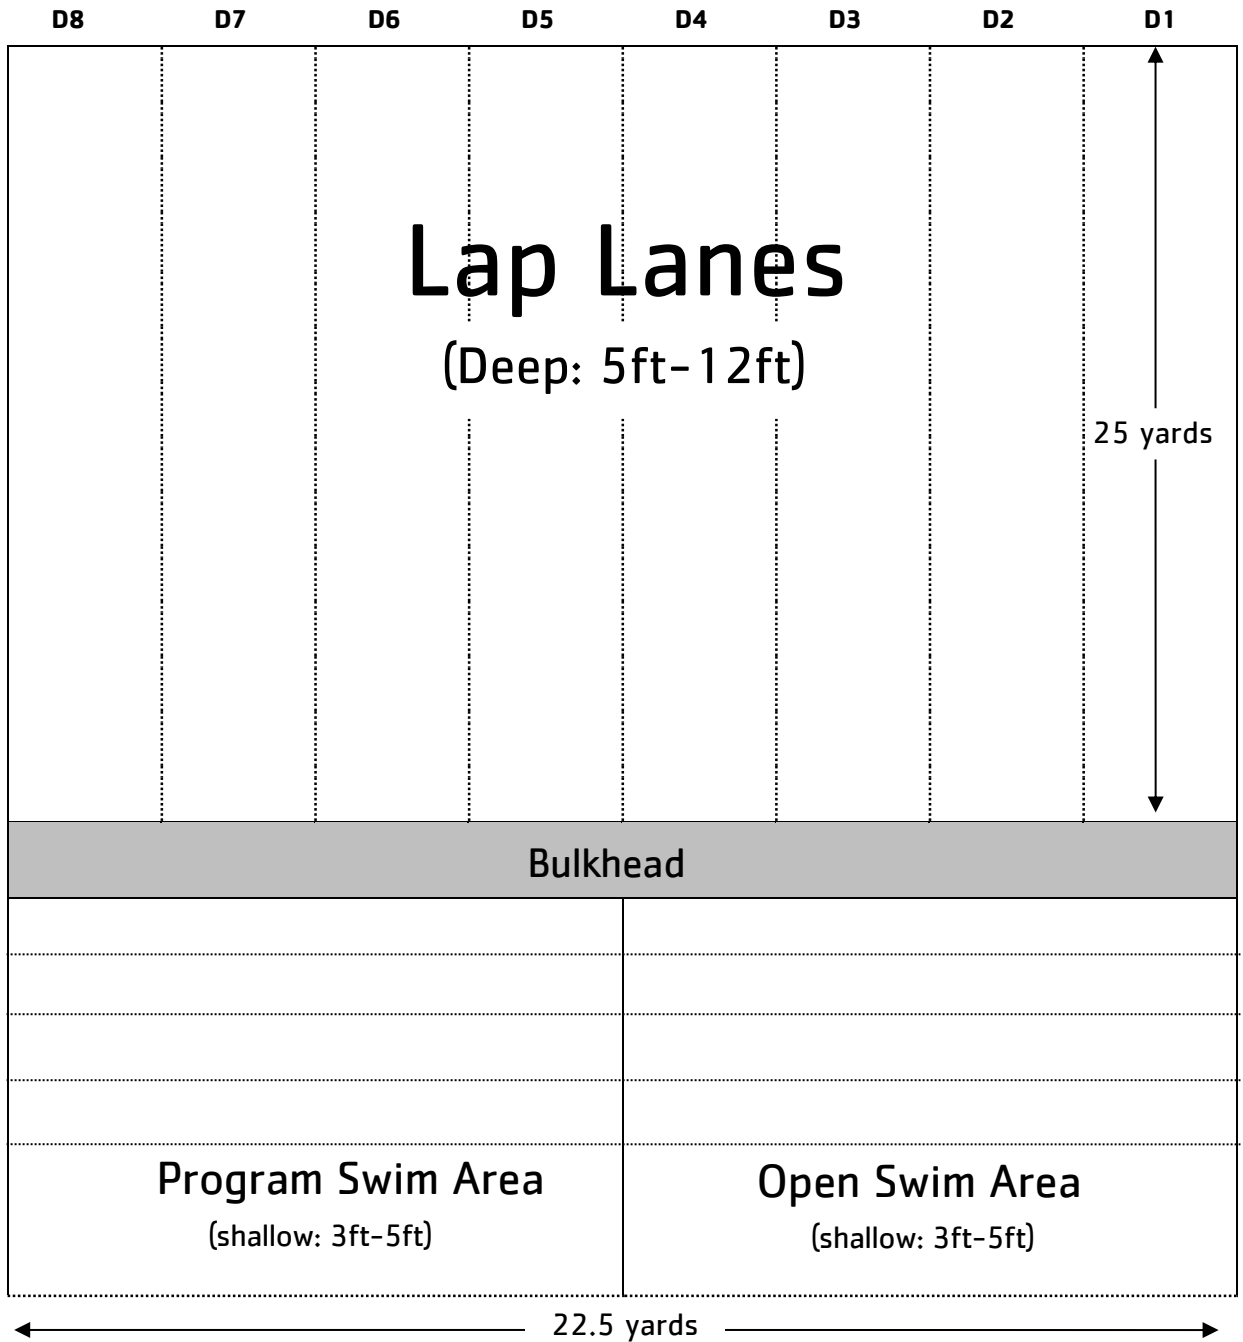 D8 D7 D6 D5 D4 D3 D2 D1
Lap Lanes
(Deep: 5ft-12ft)
25 yards
Bulkhead
Program Swim Area
(shallow: 3ft-5ft)
Open Swim Area
(shallow: 3ft-5ft)
22.5 yards